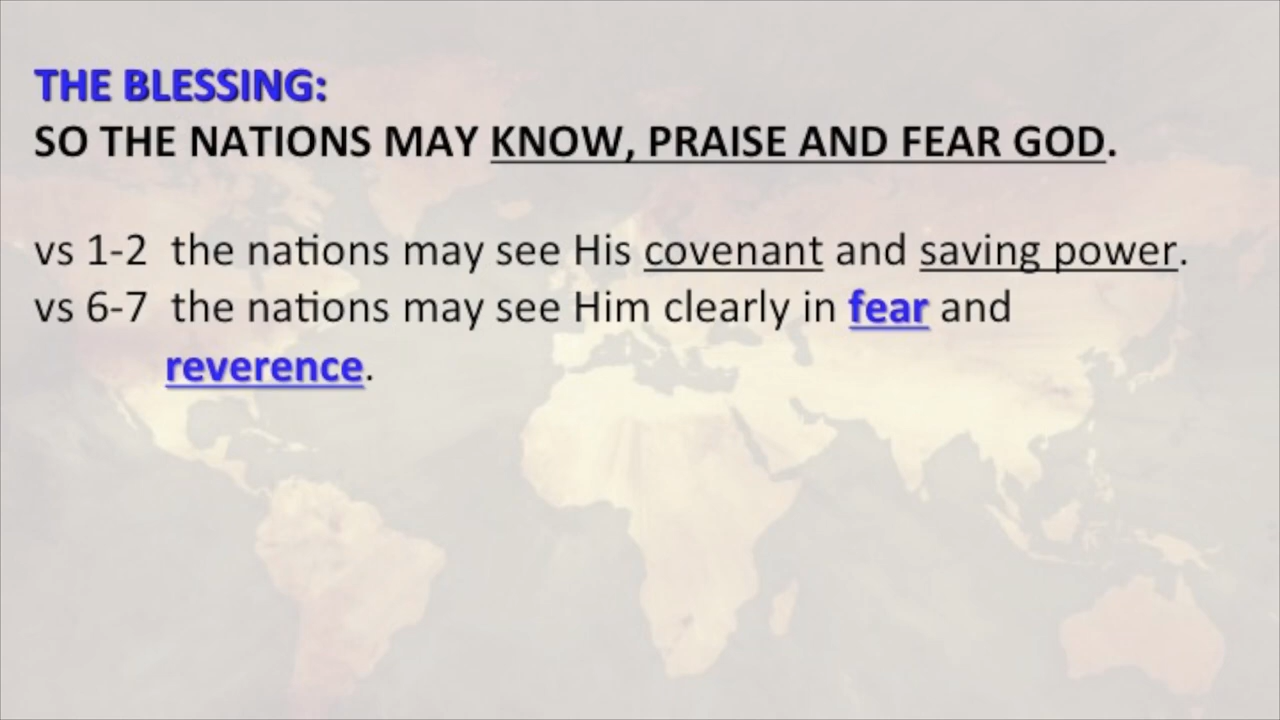 THE BLESSING:
SO THE NATIONS MAY KNOW, PRAISE AND FEAR GOD.
vs 1-2 the nations may see His covenant and saving power.
vs 6-7 the nations may see Him clearly in fear and
reverence.